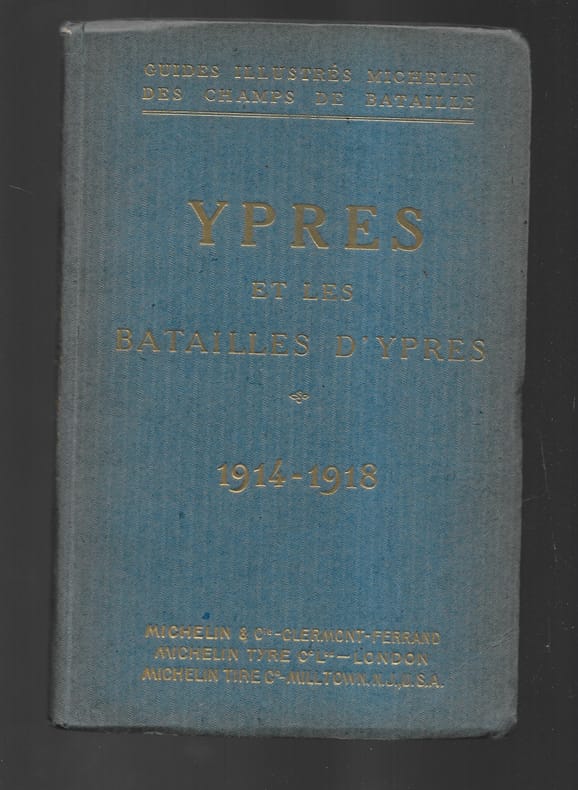 GUIDES ILLUSTRÉS MICHELIN
DES CHAMPS DE BATAILLE
YPRES
ET LES
BATAILLES D'YPRES
1914-1918
MICHELIN & Cie-CLERMONT-FERRAND
MICHELIN TYRE Co Ltd — LONDON
MICHELIN TIRE Co-MILLTOWN.N.J.,U.S.A.